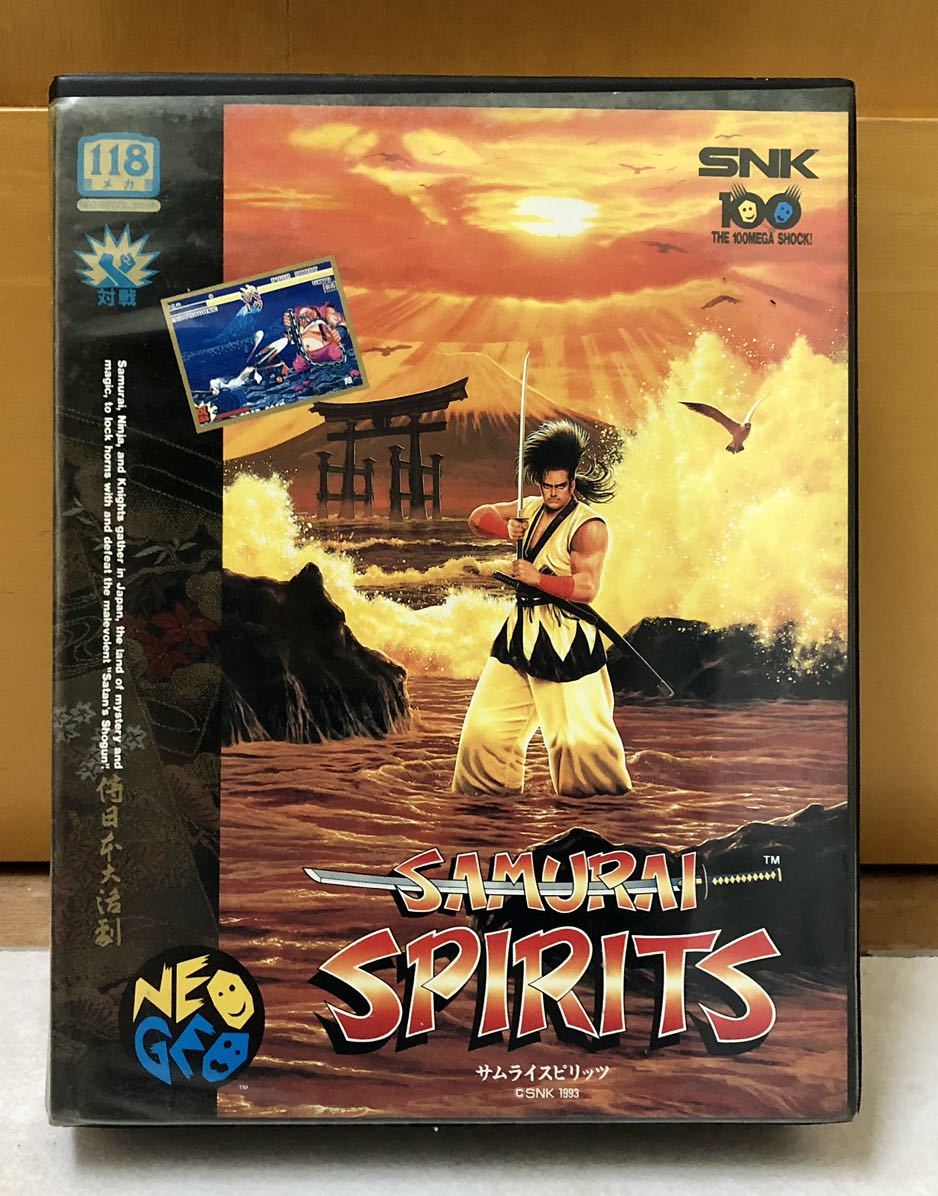 118
メガ
対戦
SNK
100
THE 100MEGA SHOCK!
Samurai, Ninja, and Knights gather in Japan, the land of mystery and
magic, to lock horns with and defeat the malevolent "Satan's Shogun".
侍日本大活劇
SAMURAI
TM
SPIRITS
サムライスピリッツ
©SNK 1993
NEO
GEO
TM